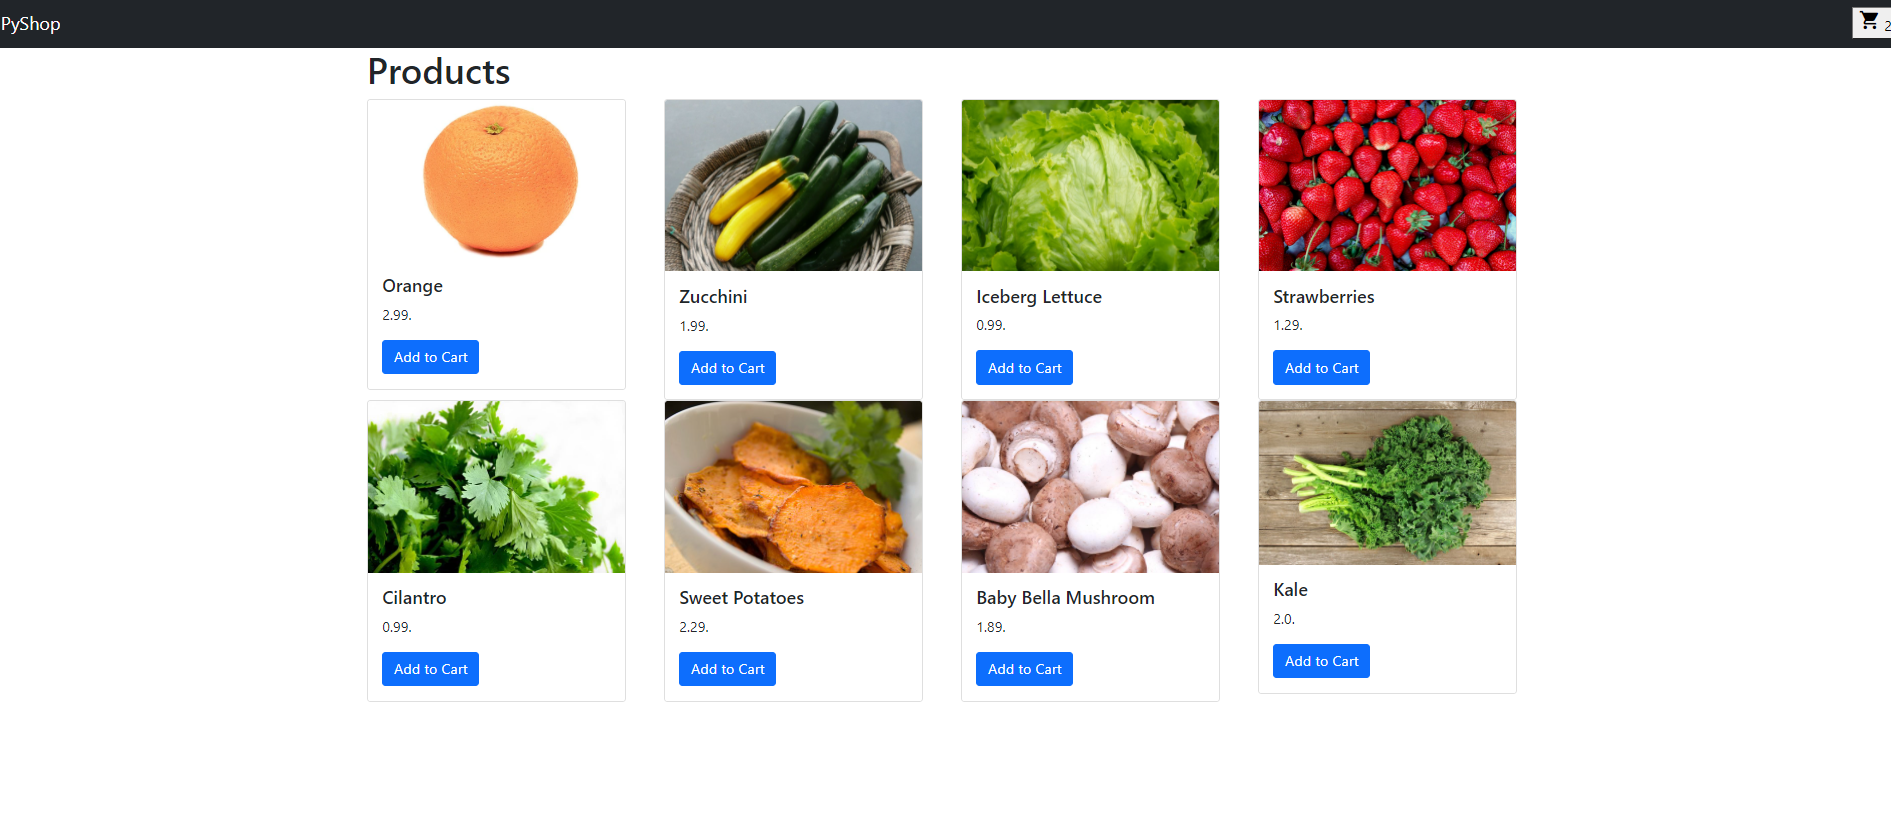 PyShop
2
Products
Orange
2.99.
Add to Cart
Zucchini
1.99.
Add to Cart
Iceberg Lettuce
0.99.
Add to Cart
Strawberries
1.29.
Add to Cart
Cilantro
0.99.
Add to Cart
Sweet Potatoes
2.29.
Add to Cart
Baby Bella Mushroom
1.89.
Add to Cart
Kale
2.0.
Add to Cart